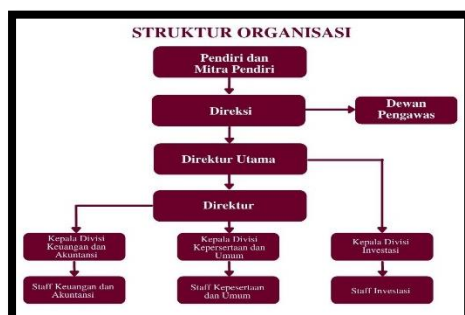 STRUKTUR ORGANISASI
Pendiri dan
Mitra Pendiri
Direksi
Dewan
Pengawas
Direktur Utama
Direktur
Kepala Divisi
Keuangan dan
Akuntansi
Kepala Divisi
Kepersertaan dan
Umum
Kepala Divisi
Investasi
Staff Keuangan dan
Akuntansi
Staff Kepesertaan
dan Umum
Staff Investasi